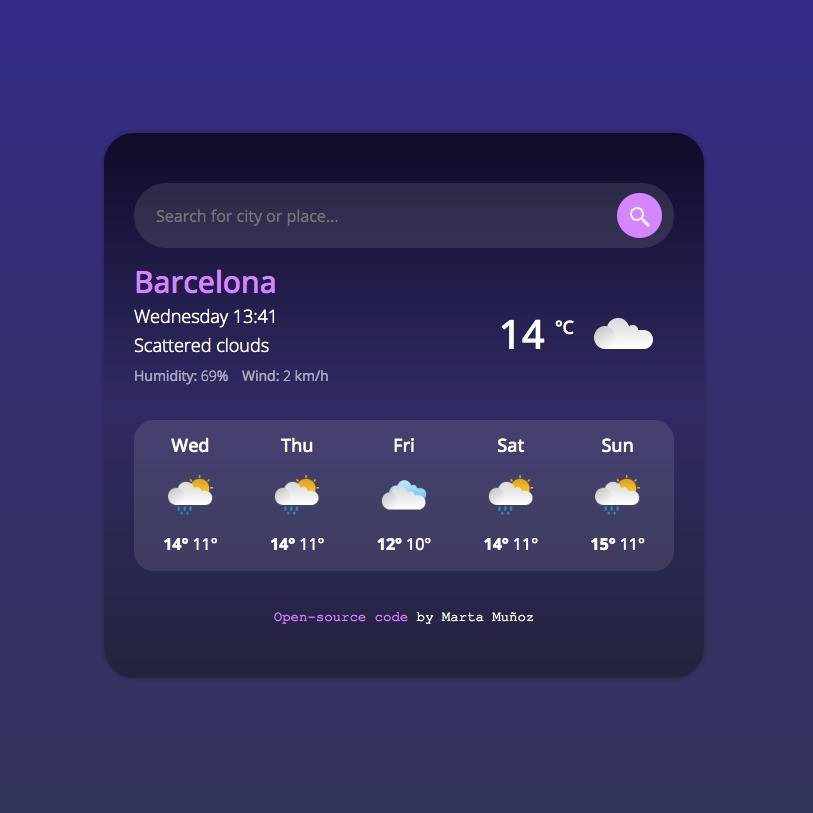 Search for city or place...
Barcelona
Wednesday 13:41
Scattered clouds
14 °C
Humidity: 69% Wind: 2 km/h
Wed Thu Fri Sat Sun
14° 11° 14° 11° 12° 10° 14° 11° 15° 11°
Open-source code by Marta Muñoz